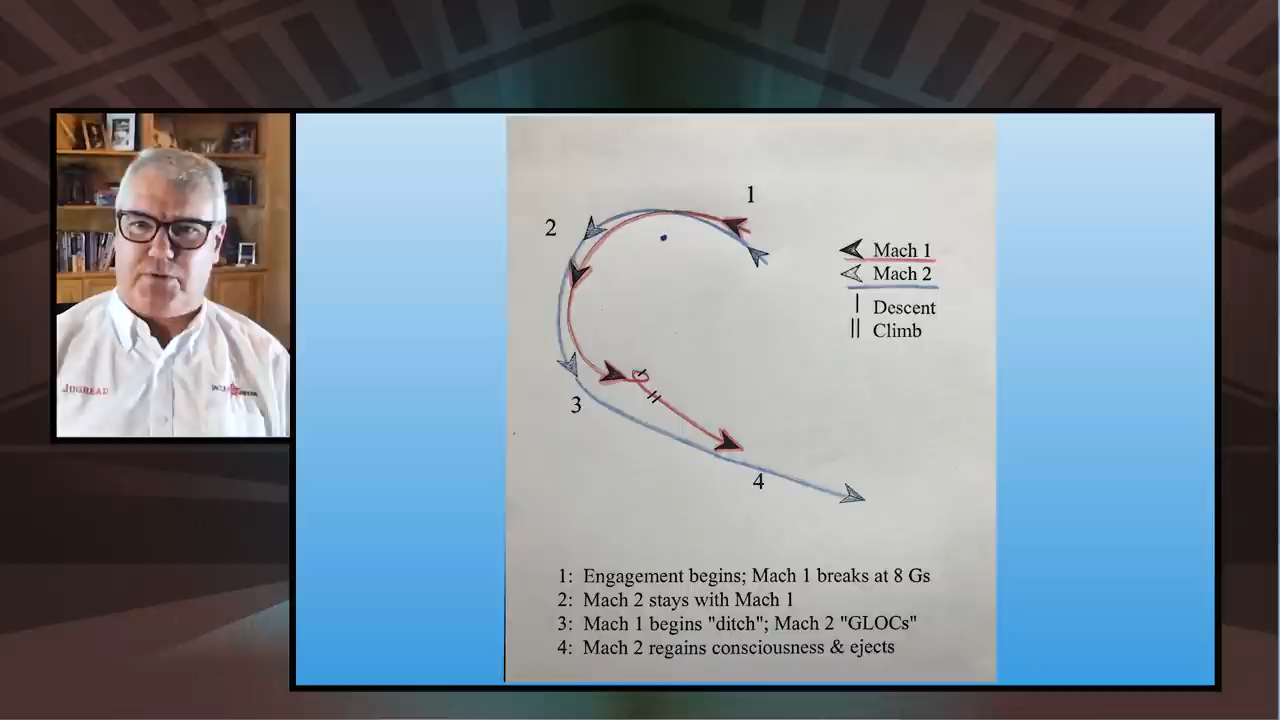 JUGHEAD
1
2
3
4
Mach 1
Mach 2
Descent
Climb
1: Engagement begins; Mach 1 breaks at 8 Gs
2: Mach 2 stays with Mach 1
3: Mach 1 begins "ditch"; Mach 2 "GLOCs"
4: Mach 2 regains consciousness & ejects